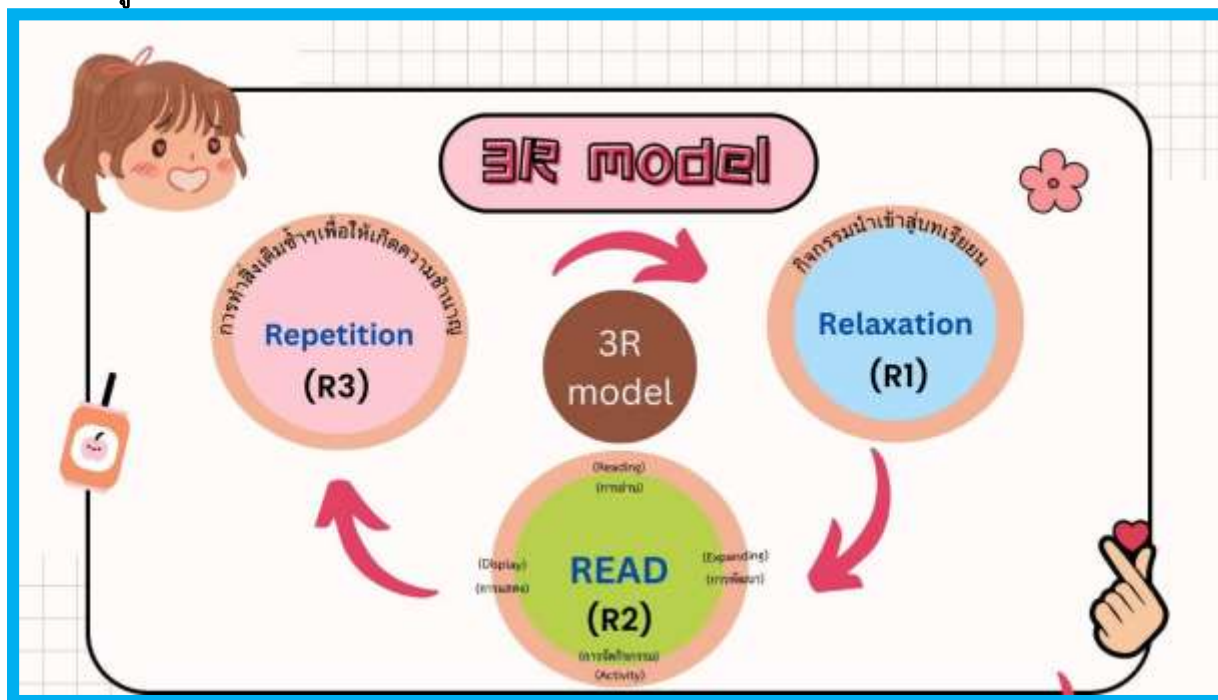 3R model
การทำสิ่งเดิมซ้ำๆเพื่อให้เกิดความชำนาญ
Repetition
(R3)
3R
model
กิจกรรมนำเข้าสู่บทเรียยน
Relaxation
(R1)
(Reading)
(การอ่าน)
(Display)
(การแสดง)
READ
(R2)
(Expanding)
(การพัฒนา)
(การจัดกิจกรรม)
(Activity)